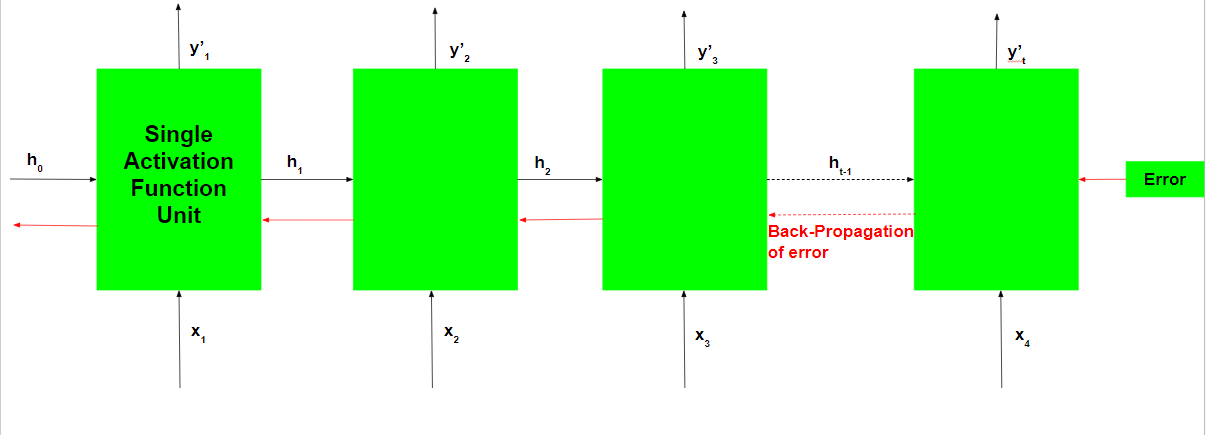 y’1
y’2
y’3
y’t
Single
Activation
Function
Unit
h0
h1
h2
ht-1
Error
Back-Propagation
of error
x1
x2
x3
x4